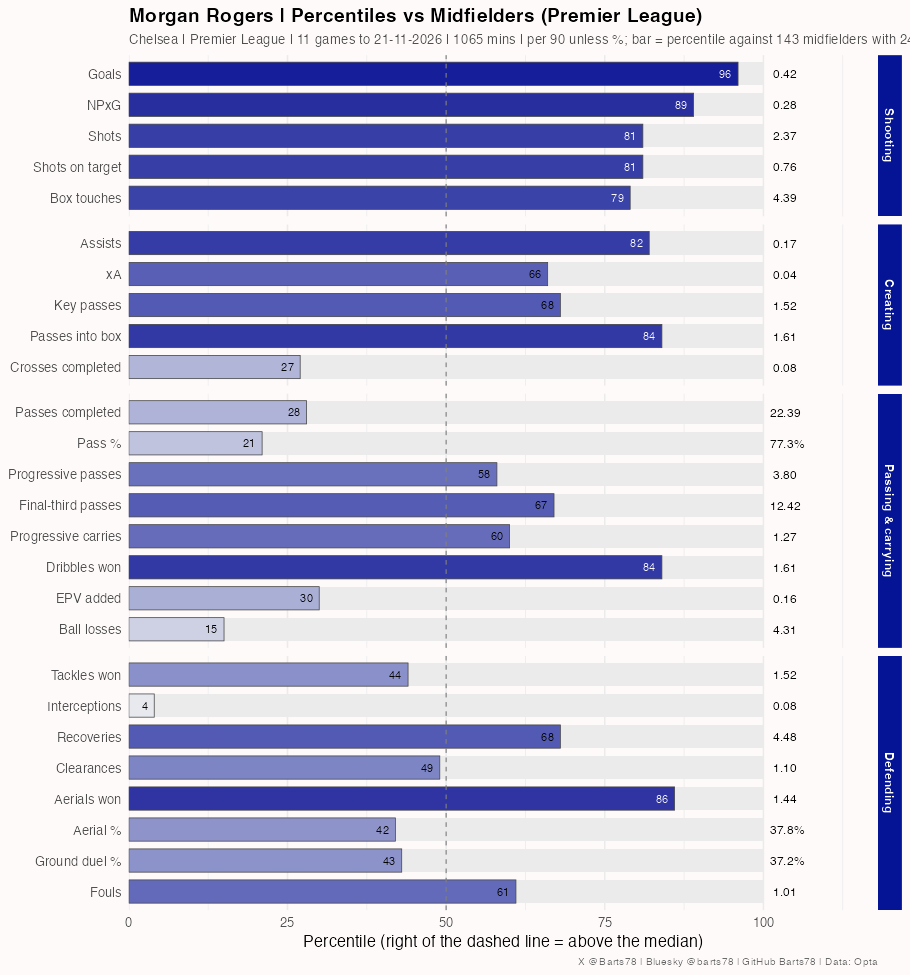 Morgan Rogers | Percentiles vs Midfielders (Premier League)
Chelsea | Premier League | 11 games to 21-11-2026 | 1065 mins | per 90 unless %; bar = percentile against 143 midfielders with 24
Goals 96 0.42
NPxG 89 0.28
Shots 81 2.37
Shots on target 81 0.76
Box touches 79 4.39
Shooting
Assists 82 0.17
xA 66 0.04
Key passes 68 1.52
Passes into box 84 1.61
Crosses completed 27 0.08
Creating
Passes completed 28 22.39
Pass % 21 77.3%
Progressive passes 58 3.80
Final-third passes 67 12.42
Progressive carries 60 1.27
Dribbles won 84 1.61
EPV added 30 0.16
Ball losses 15 4.31
Passing & carrying
Tackles won 44 1.52
Interceptions 4 0.08
Recoveries 68 4.48
Clearances 49 1.10
Aerials won 86 1.44
Aerial % 42 37.8%
Ground duel % 43 37.2%
Fouls 61 1.01
Defending
0 25 50 75 100
Percentile (right of the dashed line = above the median)
X @Barts78 | Bluesky @barts78 | GitHub Barts78 | Data: Opta